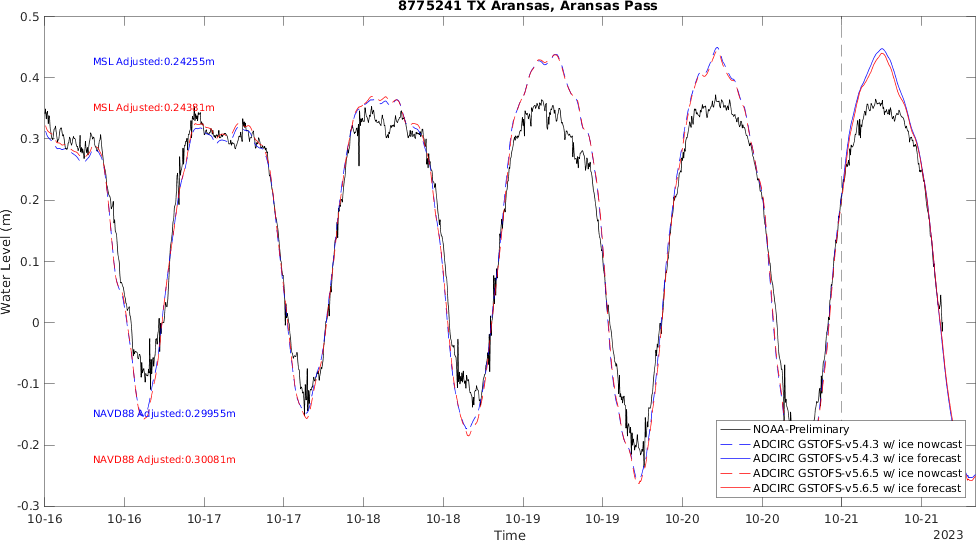 8775241 TX Aransas, Aransas Pass
0.5
MSL Adjusted:0.24255m
0.4
MSL Adjusted:0.24381m
0.3
0.2
0.1
Water Level (m)
0
-0.1
NAVD88 Adjusted:0.29955m
NOAA-Preliminary
ADCIRC GSTOFS-v5.4.3 w/ ice nowcast
-0.2
ADCIRC GSTOFS-v5.4.3 w/ ice forecast
NAVD88 Adjusted:0.30081m
ADCIRC GSTOFS-v5.6.5 w/ ice nowcast
ADCIRC GSTOFS-v5.6.5 w/ ice forecast
-0.3
10-16 10-16 10-17 10-17 10-18 10-18 10-19 10-19 10-20 10-20 10-21 10-21
Time
2023